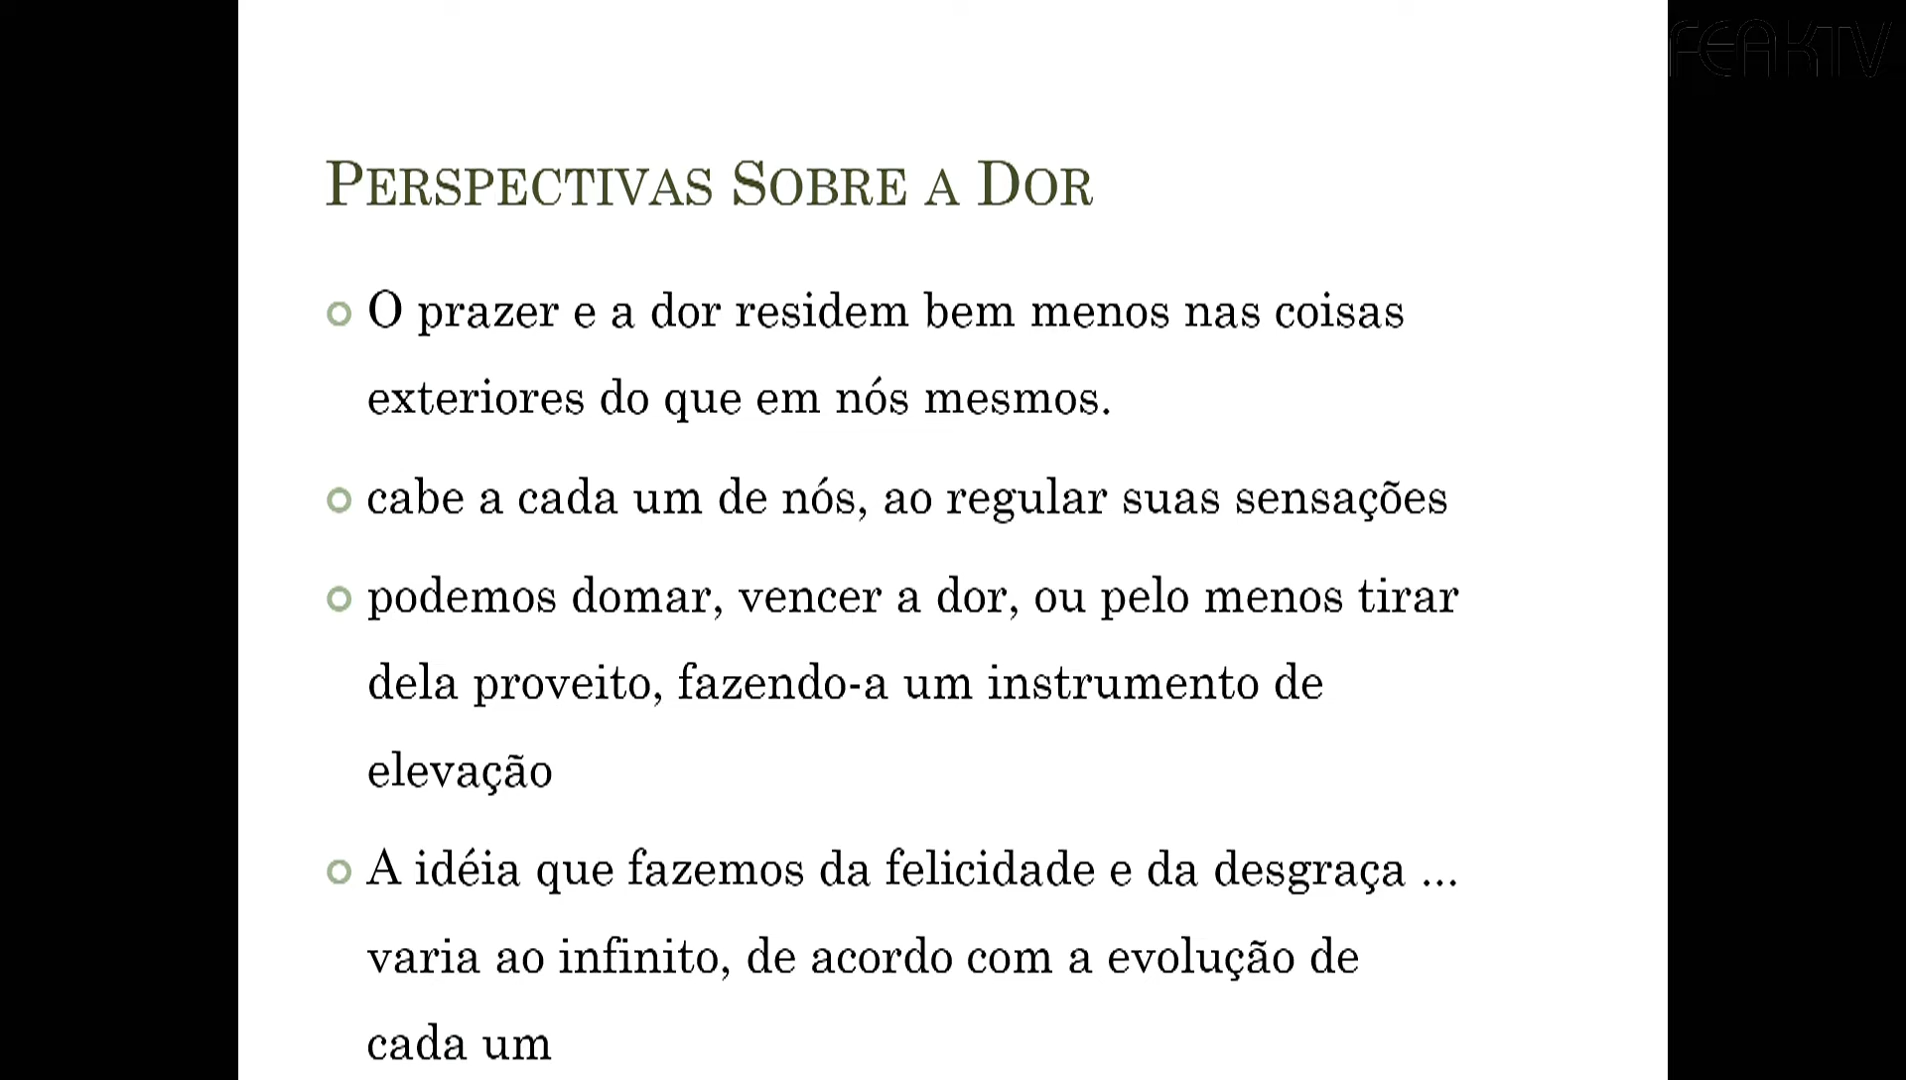 FEAKTV
PERSPECTIVAS SOBRE A DOR
O prazer e a dor residem bem menos nas coisas
exteriores do que em nós mesmos.
cabe a cada um de nós, ao regular suas sensações
podemos domar, vencer a dor, ou pelo menos tirar
dela proveito, fazendo-a um instrumento de
elevação
A idéia que fazemos da felicidade e da desgraça ...
varia ao infinito, de acordo com a evolução de
cada um